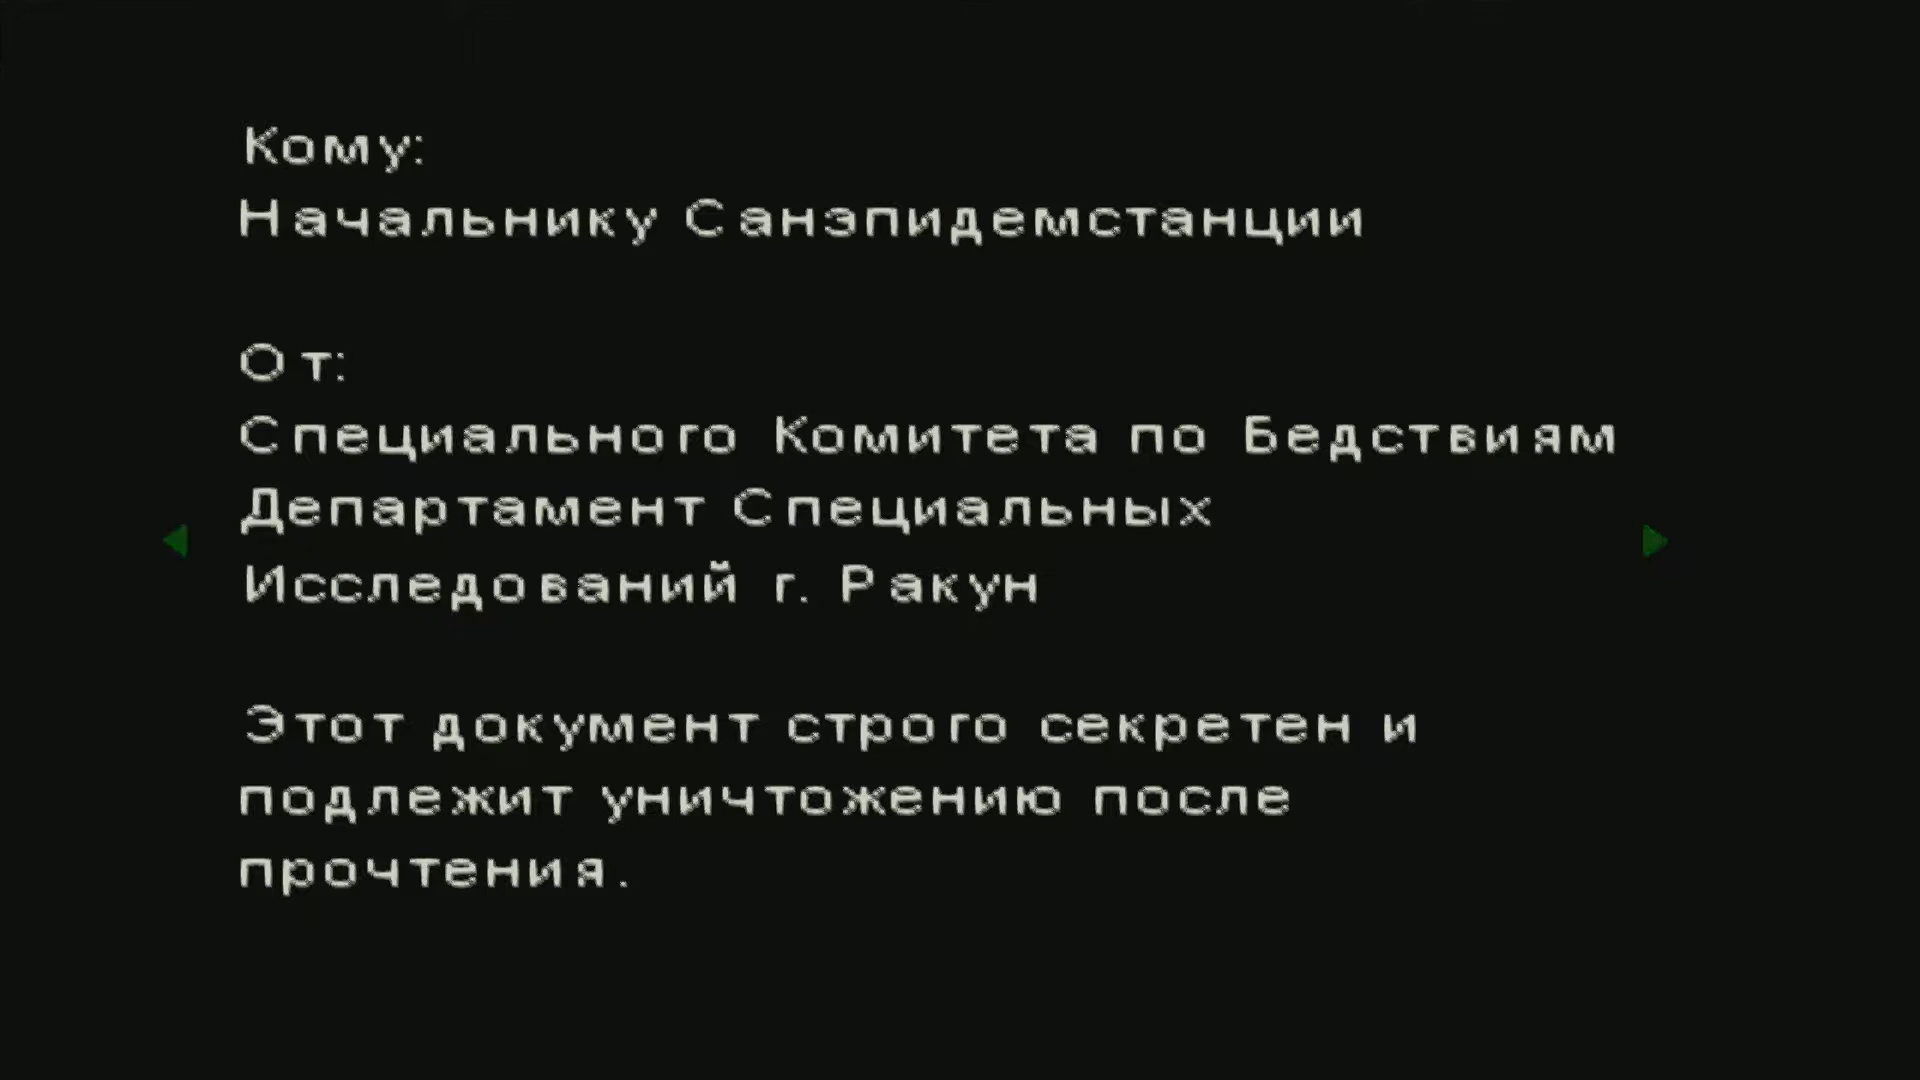 Кому:
Начальнику Санэпидемстанции
От:
Специального Комитета по Бедствиям
Департамент Специальных
Исследований г. Ракун
Этот документ строго секретен и
подлежит уничтожению после
прочтения.